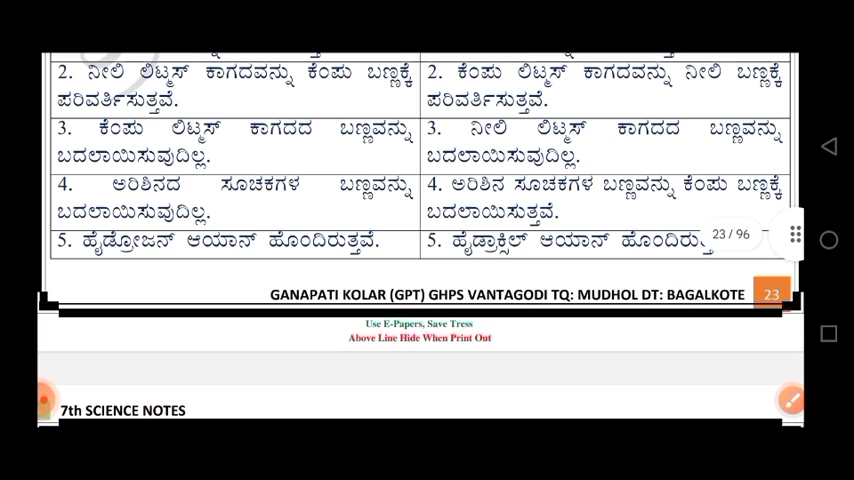 2. ನೀಲಿ ಲಿಟ್ಮಸ್ ಕಾಗದವನ್ನು ಕೆಂಪು ಬಣ್ಣಕ್ಕೆ
ಪರಿವರ್ತಿಸುತ್ತವೆ.
2. ಕೆಂಪು ಲಿಟ್ಮಸ್ ಕಾಗದವನ್ನು ನೀಲಿ ಬಣ್ಣಕ್ಕೆ
ಪರಿವರ್ತಿಸುತ್ತವೆ.
3. ಕೆಂಪು ಲಿಟ್ಮಸ್ ಕಾಗದದ ಬಣ್ಣವನ್ನು
ಬದಲಾಯಿಸುವುದಿಲ್ಲ.
3. ನೀಲಿ ಲಿಟ್ಮಸ್ ಕಾಗದದ ಬಣ್ಣವನ್ನು
ಬದಲಾಯಿಸುವುದಿಲ್ಲ.
4. ಅರಿಶಿನದ ಸೂಚಕಗಳ ಬಣ್ಣವನ್ನು
ಬದಲಾಯಿಸುವುದಿಲ್ಲ.
4. ಅರಿಶಿನ ಸೂಚಕಗಳ ಬಣ್ಣವನ್ನು ಕೆಂಪು ಬಣ್ಣಕ್ಕೆ
ಬದಲಾಯಿಸುತ್ತವೆ.
5. ಹೈಡ್ರೋಜನ್ ಆಯಾನ್ ಹೊಂದಿರುತ್ತವೆ.
5. ಹೈಡ್ರಾಕ್ಸಿಲ್ ಆಯಾನ್
23 / 96
GANAPATI KOLAR (GPT) GHPS VANTAGODI TQ: MUDHOL DT: BAGALKOTE 23
Use E-Papers, Save Tress
Above Line Hide When Print Out
7th SCIENCE NOTES